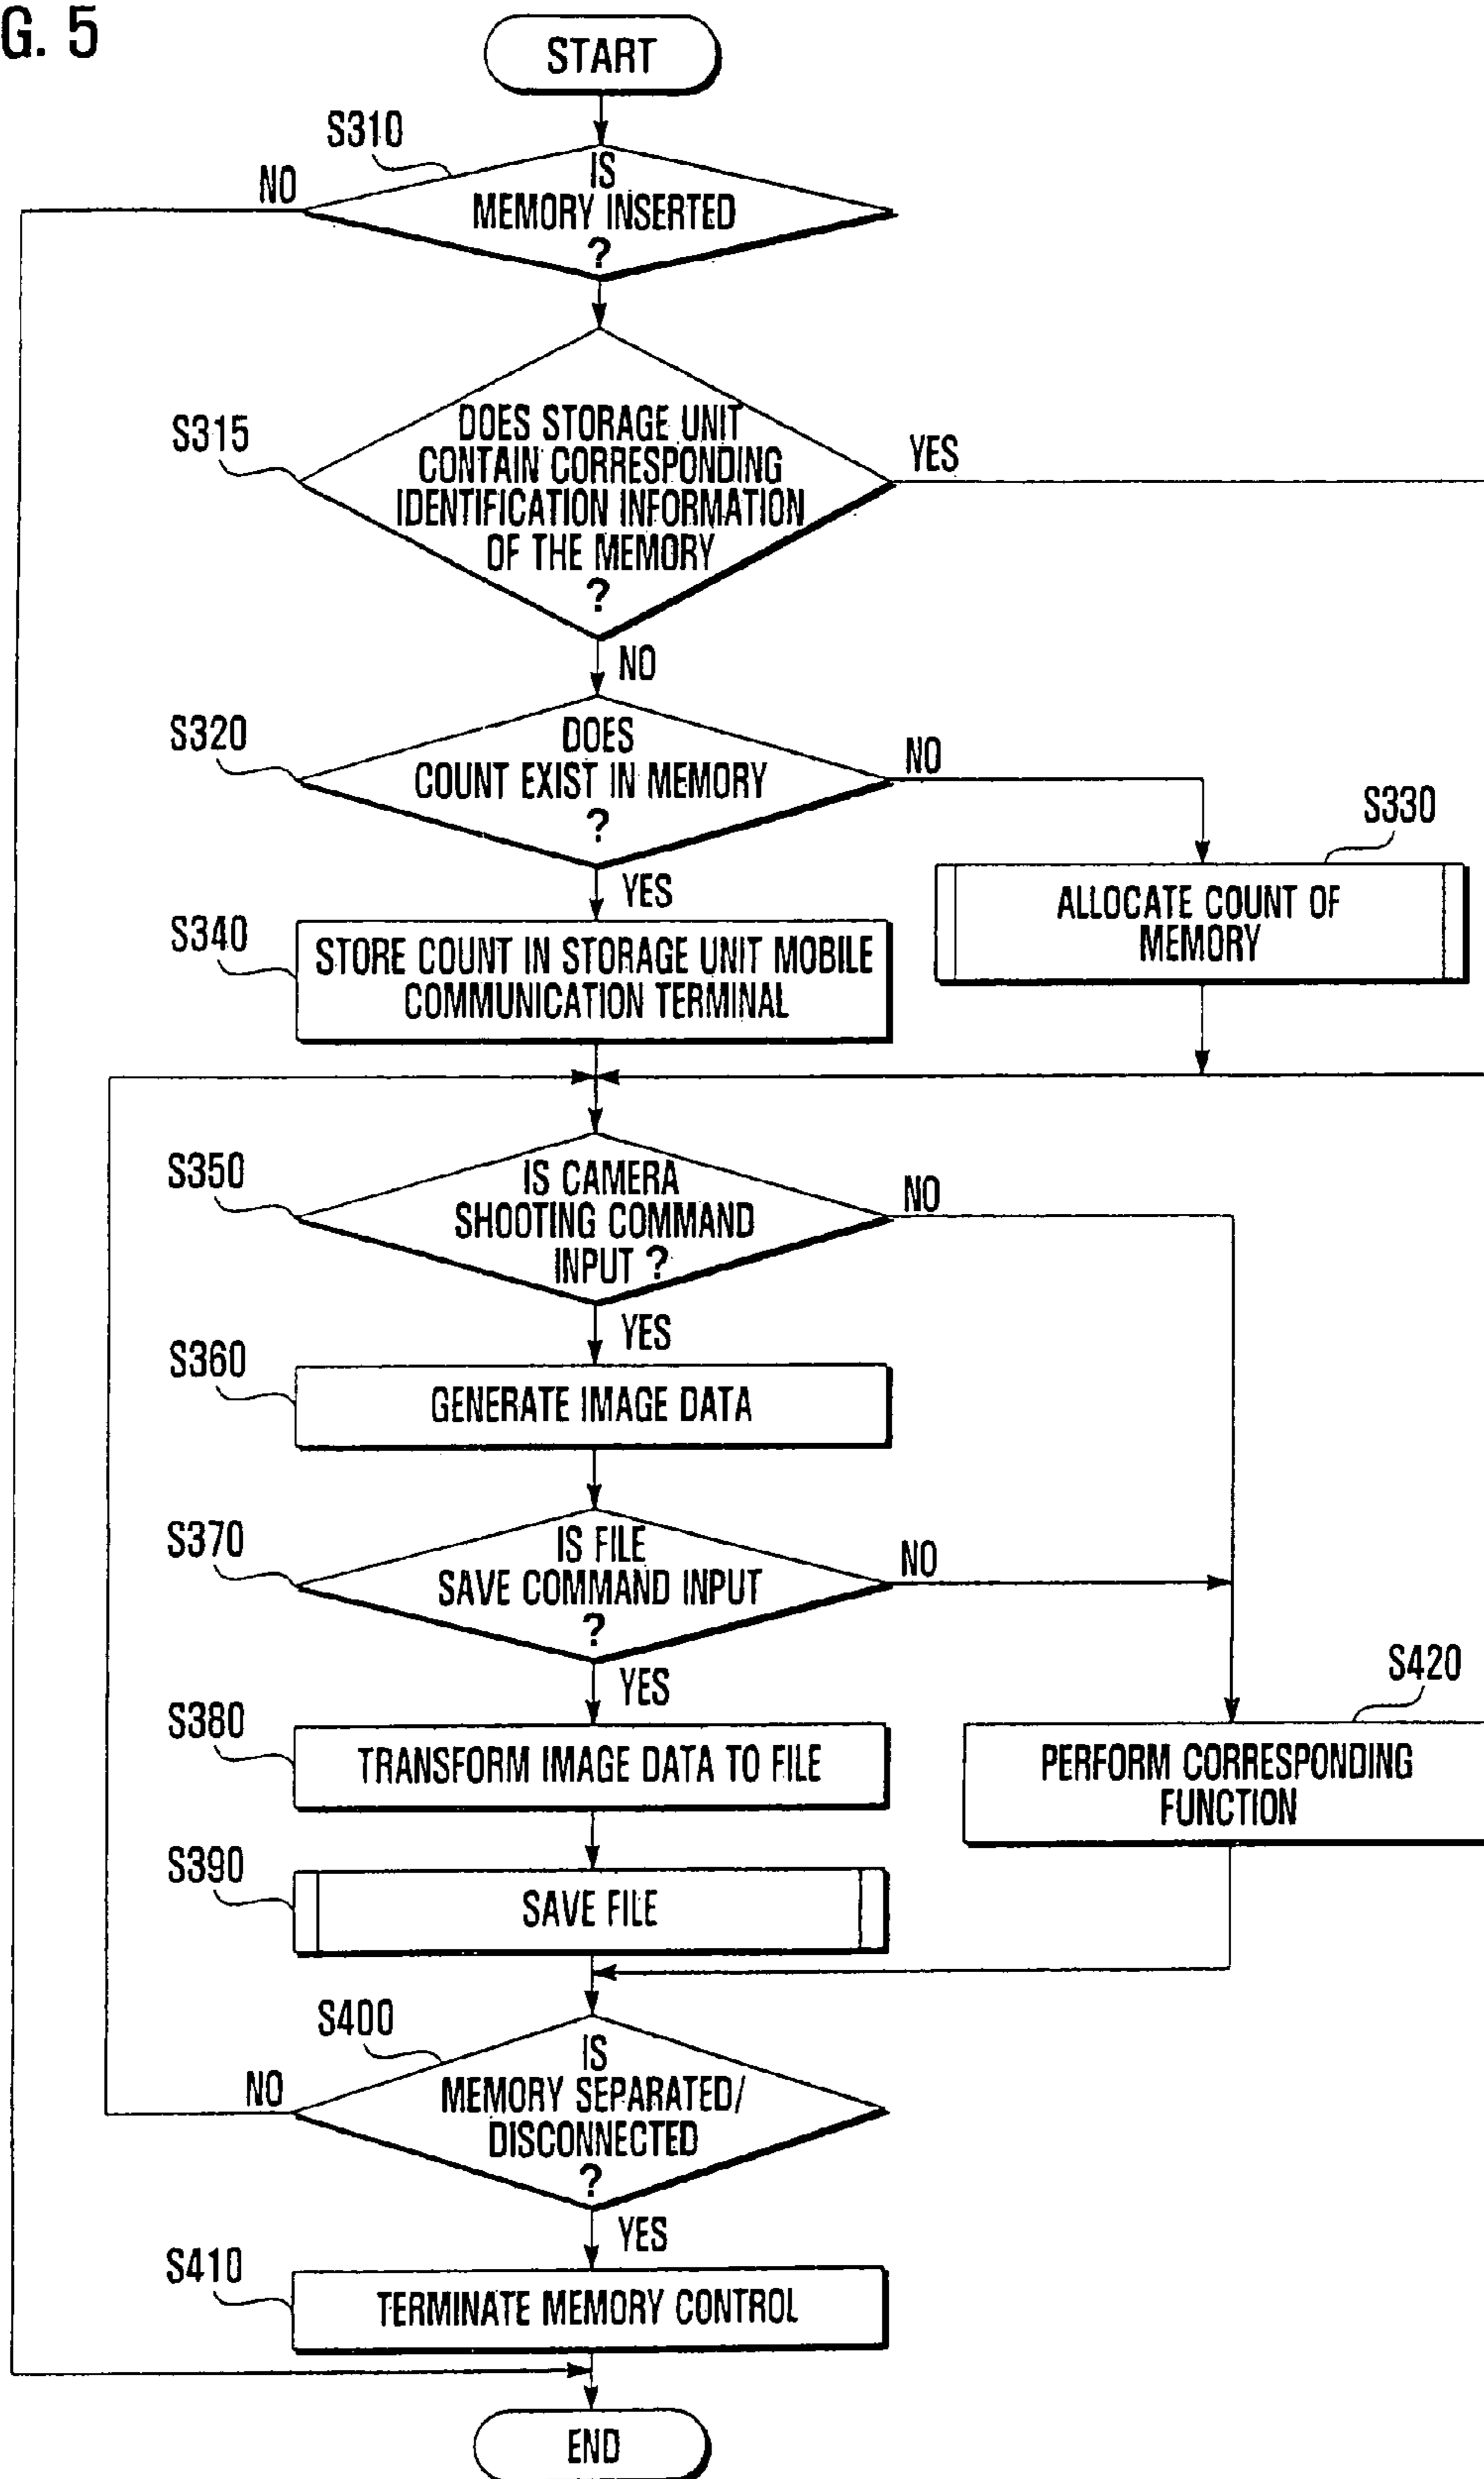 G. 5
START
S310
NO
IS
MEMORY INSERTED
?
S315
DOES STORAGE UNIT
CONTAIN CORRESPONDING
IDENTIFICATION INFORMATION
OF THE MEMORY
?
YES
NO
S320
DOES
COUNT EXIST IN MEMORY
?
NO
S330
ALLOCATE COUNT OF
MEMORY
YES
S340
STORE COUNT IN STORAGE UNIT MOBILE
COMMUNICATION TERMINAL
S350
IS CAMERA
SHOOTING COMMAND
INPUT ?
NO
YES
S360
GENERATE IMAGE DATA
S370
IS FILE
SAVE COMMAND INPUT
?
NO
YES
S420
PERFORM CORRESPONDING
FUNCTION
S380
TRANSFORM IMAGE DATA TO FILE
S390
SAVE FILE
S400
NO
IS
MEMORY SEPARATED/
DISCONNECTED
?
YES
S410
TERMINATE MEMORY CONTROL
END